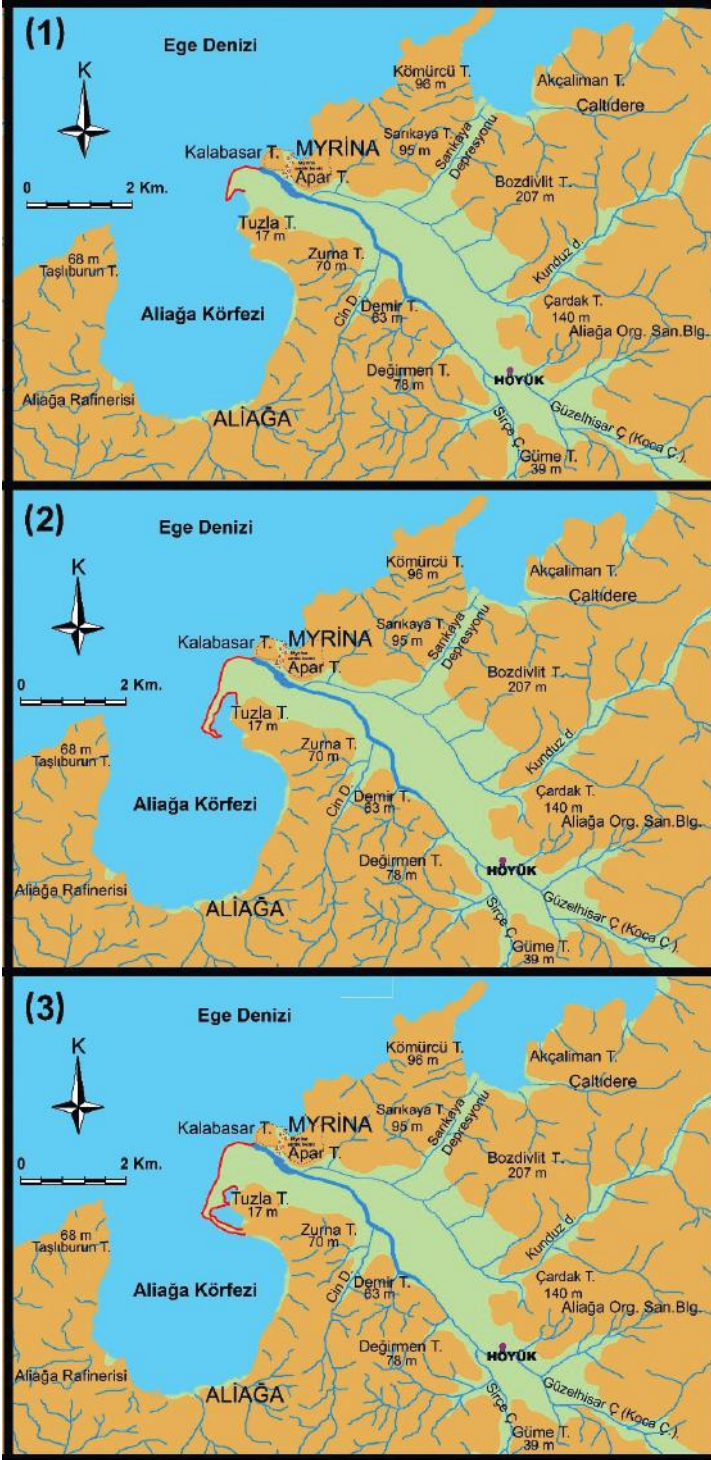 (1)
Ege Denizi
K
0
2 Km.
Kömürcü T.
96 m
Akçaliman T.
Çaltıdere
Sarıkaya T.
95 m
Sarıkaya
Depresyonu
Kalabasar T.
MYRİNA
Apar T.
Bozdivlit T.
207 m
Tuzla T.
17 m
Zurna T.
70 m
Kunduz d.
68 m
Taşlıburun T.
Aliağa Körfezi
Cin D.
Demir T.
63 m
Çardak T.
140 m
Aliağa Org. San.Blg.
Değirmen T.
78 m
HÖYÜK
Aliağa Rafinerisi
ALİAĞA
Sirçe Ç.
Güzelhisar Ç (Koca Ç.).
Güme T.
39 m
(2)
Ege Denizi
K
0
2 Km.
Kömürcü T.
96 m
Akçaliman T.
Çaltıdere
Sarıkaya T.
95 m
Sarıkaya
Depresyonu
Kalabasar T.
MYRİNA
Apar T.
Bozdivlit T.
207 m
Tuzla T.
17 m
Zurna T.
70 m
Kunduz d.
68 m
Taşlıburun T.
Aliağa Körfezi
Cin D.
Demir T.
63 m
Çardak T.
140 m
Aliağa Org. San.Blg.
Değirmen T.
78 m
HÖYÜK
Aliağa Rafinerisi
ALİAĞA
Sirçe Ç.
Güzelhisar Ç (Koca Ç.).
Güme T.
39 m
(3)
Ege Denizi
K
0
2 Km.
Kömürcü T.
96 m
Akçaliman T.
Çaltıdere
Sarıkaya T.
95 m
Sarıkaya
Depresyonu
Kalabasar T.
MYRİNA
Apar T.
Bozdivlit T.
207 m
Tuzla T.
17 m
Zurna T.
70 m
Kunduz d.
68 m
Taşlıburun T.
Aliağa Körfezi
Cin D.
Demir T.
63 m
Çardak T.
140 m
Aliağa Org. San.Blg.
Değirmen T.
78 m
HÖYÜK
Aliağa Rafinerisi
ALİAĞA
Sirçe Ç.
Güzelhisar Ç (Koca Ç.).
Güme T.
39 m